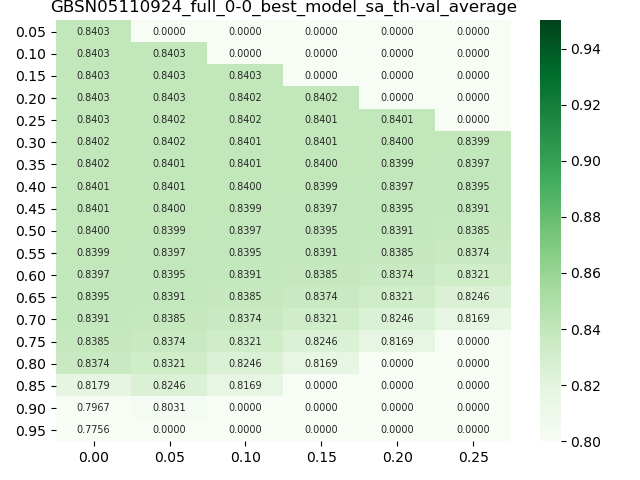 GBSN05110924_full_0-0_best_model_sa_th-val_average
0.05 0.8403 0.0000 0.0000 0.0000 0.0000 0.0000
0.10 0.8403 0.8403 0.0000 0.0000 0.0000 0.0000
0.15 0.8403 0.8403 0.8403 0.0000 0.0000 0.0000
0.20 0.8403 0.8403 0.8402 0.8402 0.0000 0.0000
0.25 0.8403 0.8402 0.8402 0.8401 0.8401 0.0000
0.30 0.8402 0.8402 0.8401 0.8401 0.8400 0.8399
0.35 0.8402 0.8401 0.8401 0.8400 0.8399 0.8397
0.40 0.8401 0.8401 0.8400 0.8399 0.8397 0.8395
0.45 0.8401 0.8400 0.8399 0.8397 0.8395 0.8391
0.50 0.8400 0.8399 0.8397 0.8395 0.8391 0.8385
0.55 0.8399 0.8397 0.8395 0.8391 0.8385 0.8374
0.60 0.8397 0.8395 0.8391 0.8385 0.8374 0.8321
0.65 0.8395 0.8391 0.8385 0.8374 0.8321 0.8246
0.70 0.8391 0.8385 0.8374 0.8321 0.8246 0.8169
0.75 0.8385 0.8374 0.8321 0.8246 0.8169 0.0000
0.80 0.8374 0.8321 0.8246 0.8169 0.0000 0.0000
0.85 0.8179 0.8246 0.8169 0.0000 0.0000 0.0000
0.90 0.7967 0.8031 0.0000 0.0000 0.0000 0.0000
0.95 0.7756 0.0000 0.0000 0.0000 0.0000 0.0000
0.00 0.05 0.10 0.15 0.20 0.25
0.94
0.92
0.90
0.88
0.86
0.84
0.82
0.80